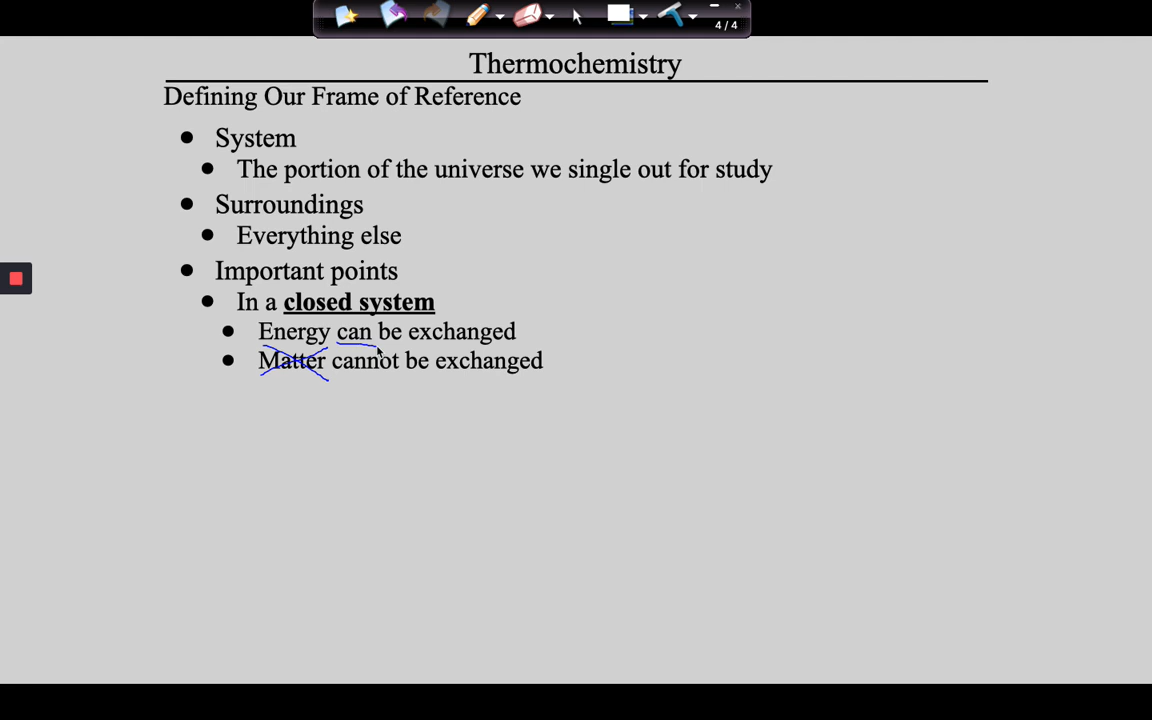 4 / 4
Thermochemistry
Defining Our Frame of Reference
• System
• The portion of the universe we single out for study
• Surroundings
• Everything else
• Important points
• In a closed system
• Energy can be exchanged
• Matter cannot be exchanged